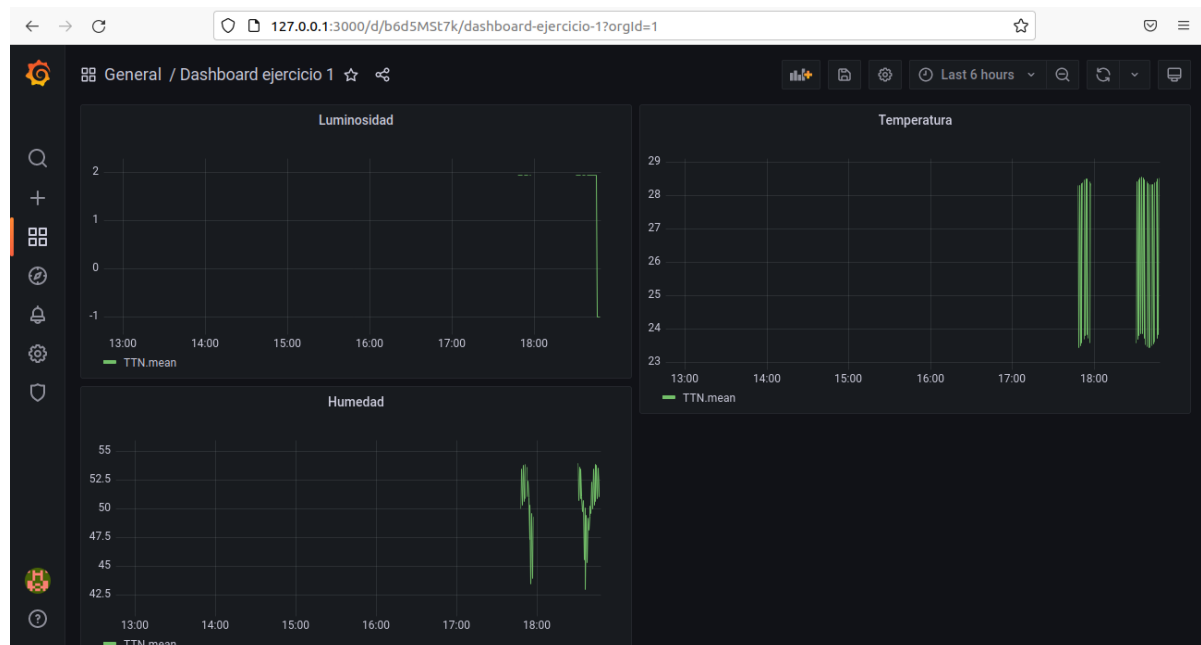 127.0.0.1:3000/d/b6d5MSt7k/dashboard-ejercicio-1?orgId=1
General / Dashboard ejercicio 1
Last 6 hours
Luminosidad
2
1
0
-1
13:00 14:00 15:00 16:00 17:00 18:00
TTN.mean
Temperatura
29
28
27
26
25
24
23
13:00 14:00 15:00 16:00 17:00 18:00
TTN.mean
Humedad
55
52.5
50
47.5
45
42.5
13:00 14:00 15:00 16:00 17:00 18:00
TTN.mean